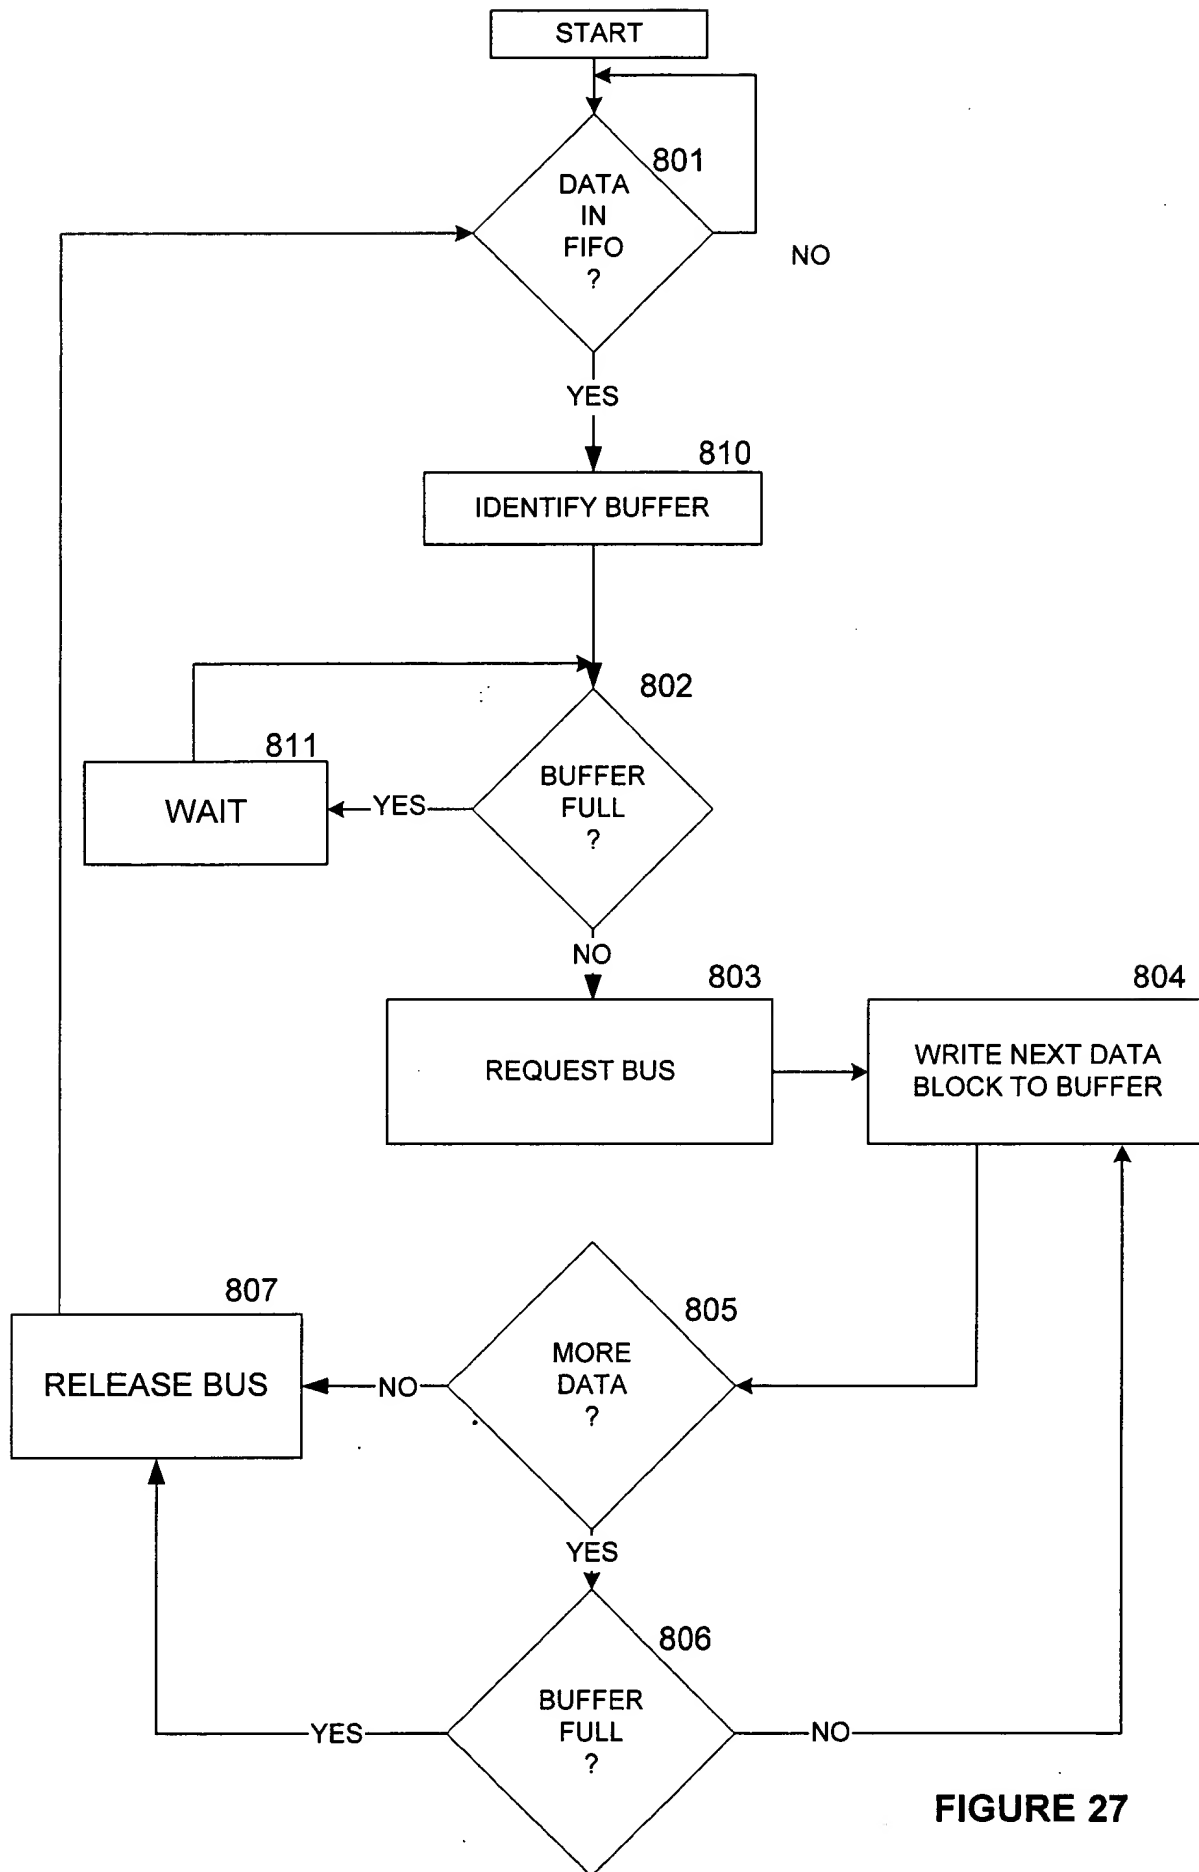 START
801
DATA
IN
FIFO
?
NO
YES
810
IDENTIFY BUFFER
802
811
BUFFER
FULL
?
WAIT
YES
NO
803
804
REQUEST BUS
WRITE NEXT DATA
BLOCK TO BUFFER
807
805
MORE
DATA
?
RELEASE BUS
NO
YES
806
BUFFER
FULL
?
YES
NO
FIGURE 27